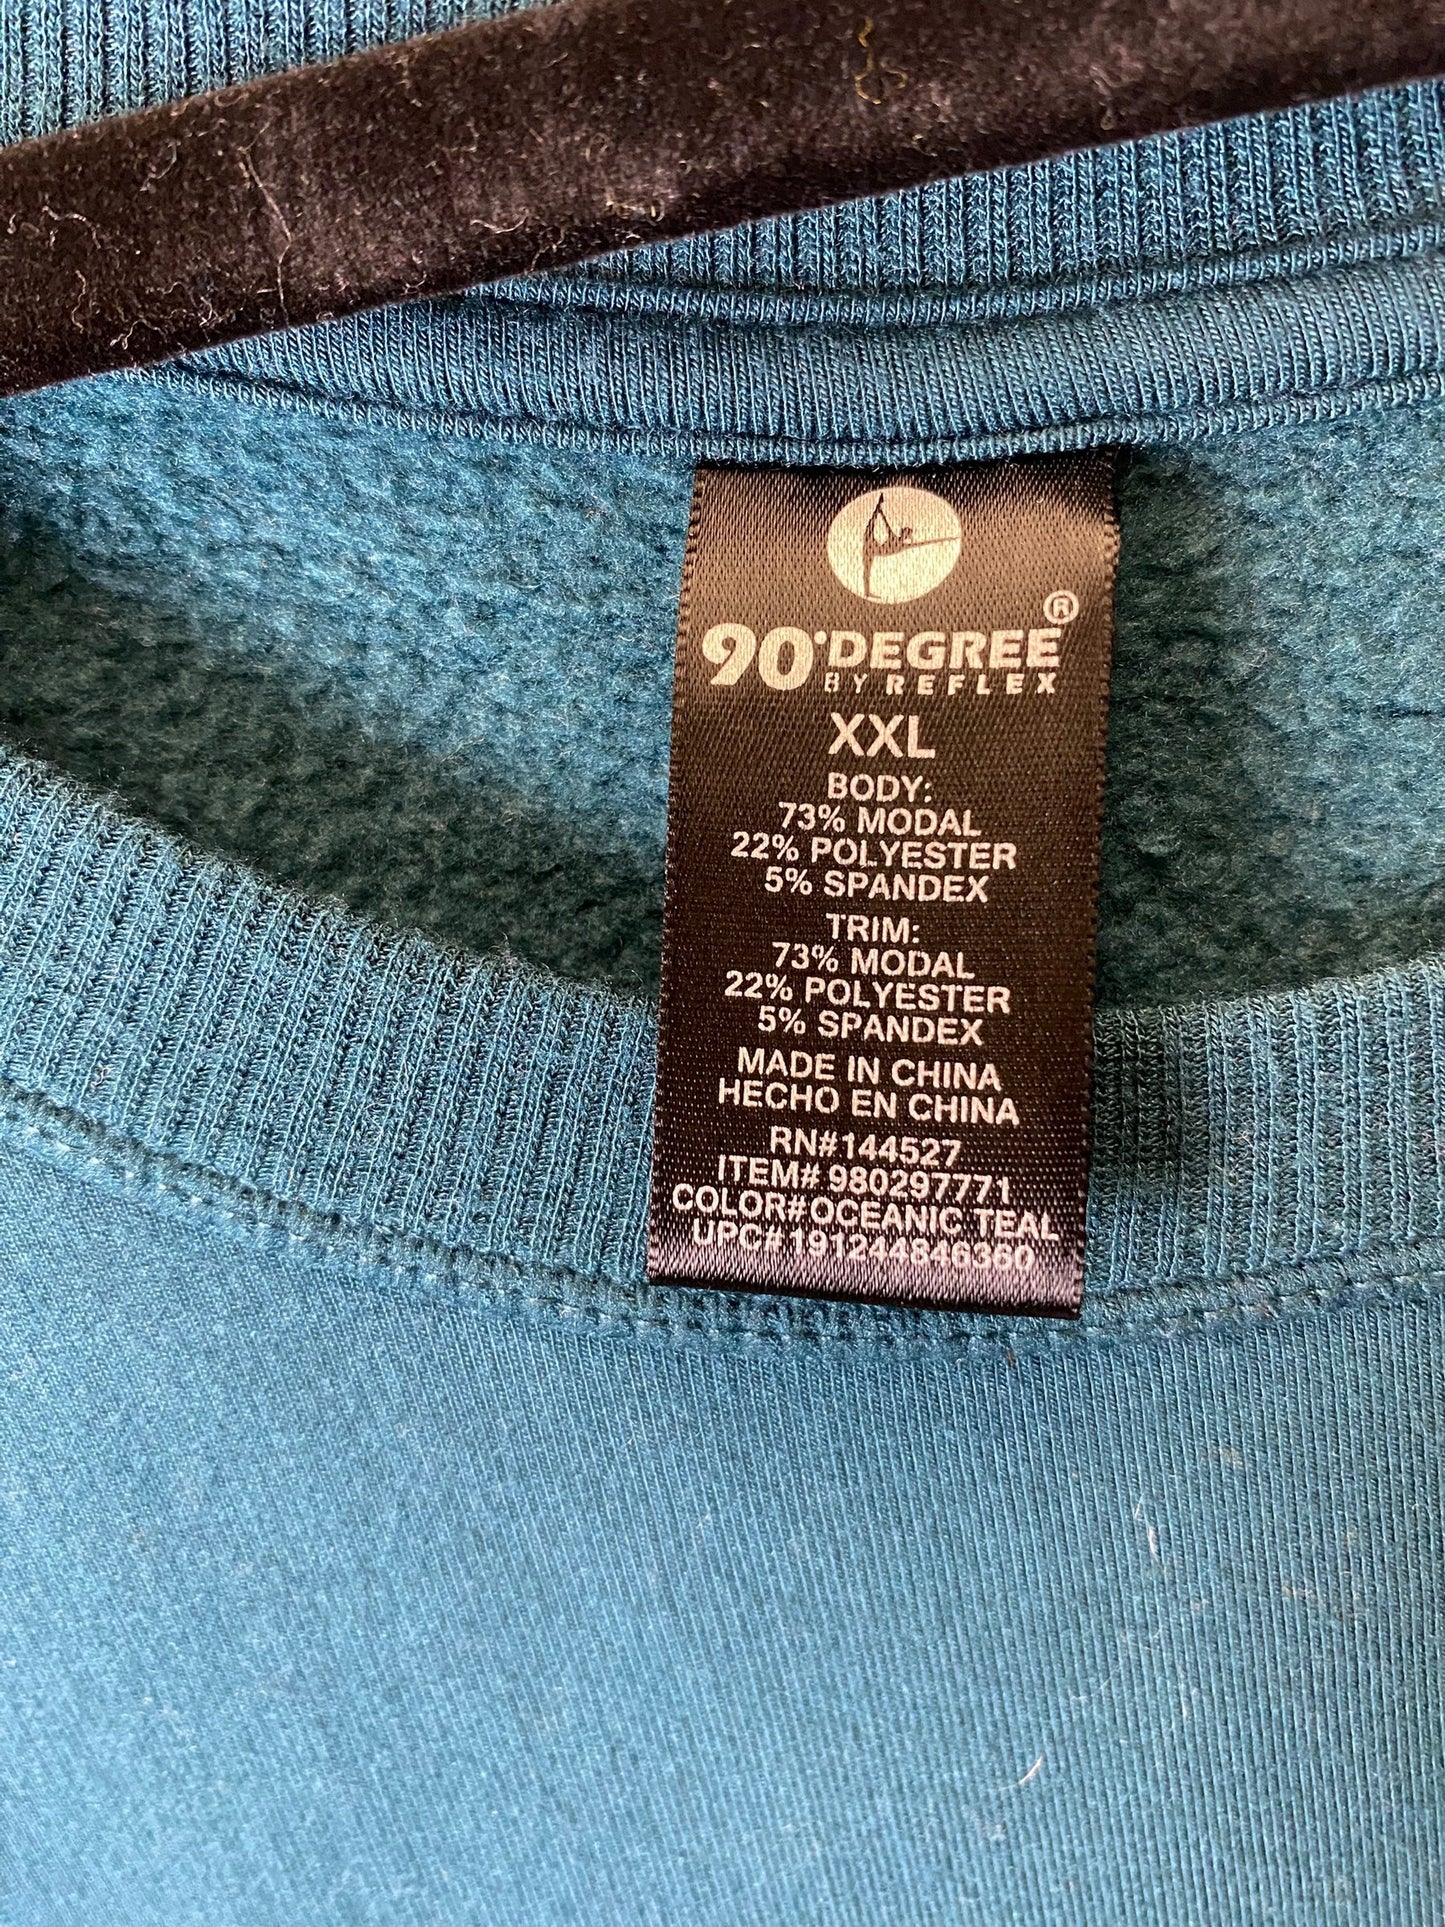 90°DEGREE®
BY REFLEX
XXL
BODY:
73% MODAL
22% POLYESTER
5% SPANDEX
TRIM:
73% MODAL
22% POLYESTER
5% SPANDEX
MADE IN CHINA
HECHO EN CHINA
RN#144527
ITEM# 980297771
COLOR#OCEANIC TEAL
UPC#191244846360